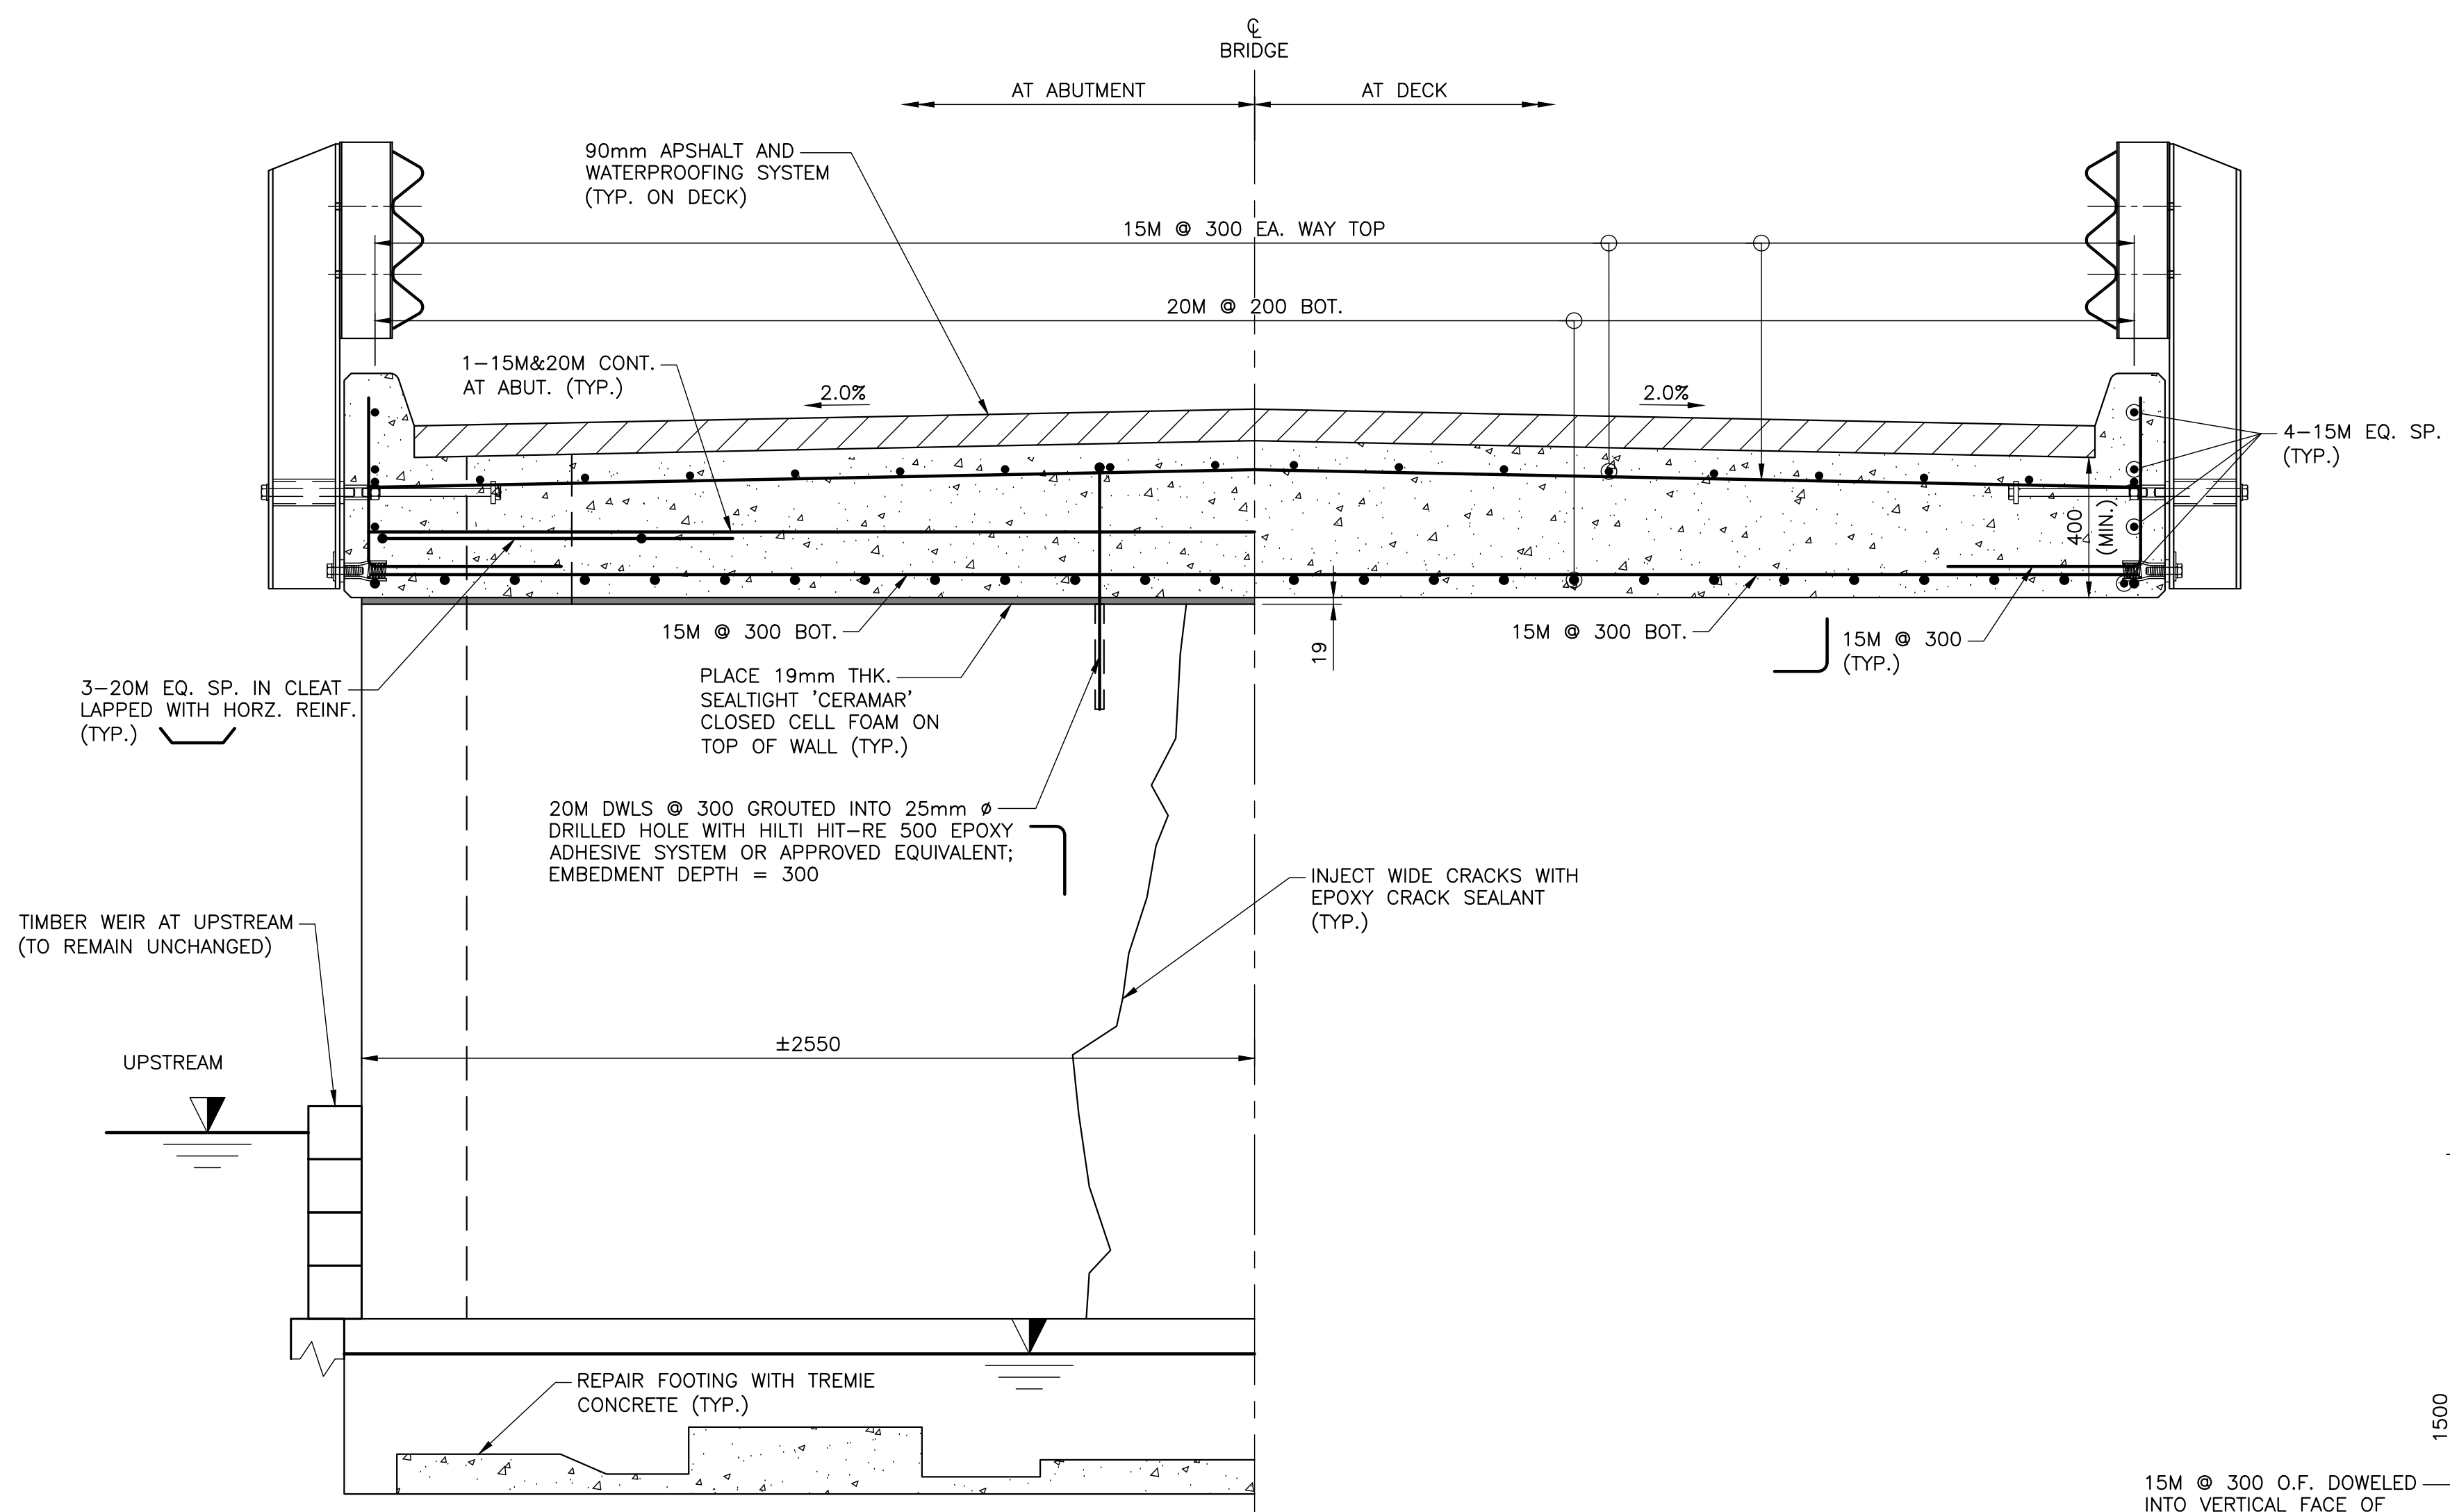 ℄
BRIDGE
AT ABUTMENT
AT DECK
90mm APSHALT AND
WATERPROOFING SYSTEM
(TYP. ON DECK)
15M @ 300 EA. WAY TOP
20M @ 200 BOT.
1-15M&20M CONT.
AT ABUT. (TYP.)
2.0%
2.0%
4-15M EQ. SP.
(TYP.)
400
(MIN.)
15M @ 300 BOT.
19
15M @ 300 BOT.
15M @ 300
(TYP.)
3-20M EQ. SP. IN CLEAT
LAPPED WITH HORZ. REINF.
(TYP.)
PLACE 19mm THK.
SEALTIGHT 'CERAMAR'
CLOSED CELL FOAM ON
TOP OF WALL (TYP.)
20M DWLS @ 300 GROUTED INTO 25mm ø
DRILLED HOLE WITH HILTI HIT-RE 500 EPOXY
ADHESIVE SYSTEM OR APPROVED EQUIVALENT;
EMBEDMENT DEPTH = 300
INJECT WIDE CRACKS WITH
EPOXY CRACK SEALANT
(TYP.)
TIMBER WEIR AT UPSTREAM
(TO REMAIN UNCHANGED)
±2550
UPSTREAM
REPAIR FOOTING WITH TREMIE
CONCRETE (TYP.)
1500
15M @ 300 O.F. DOWELED
INTO VERTICAL FACE OF